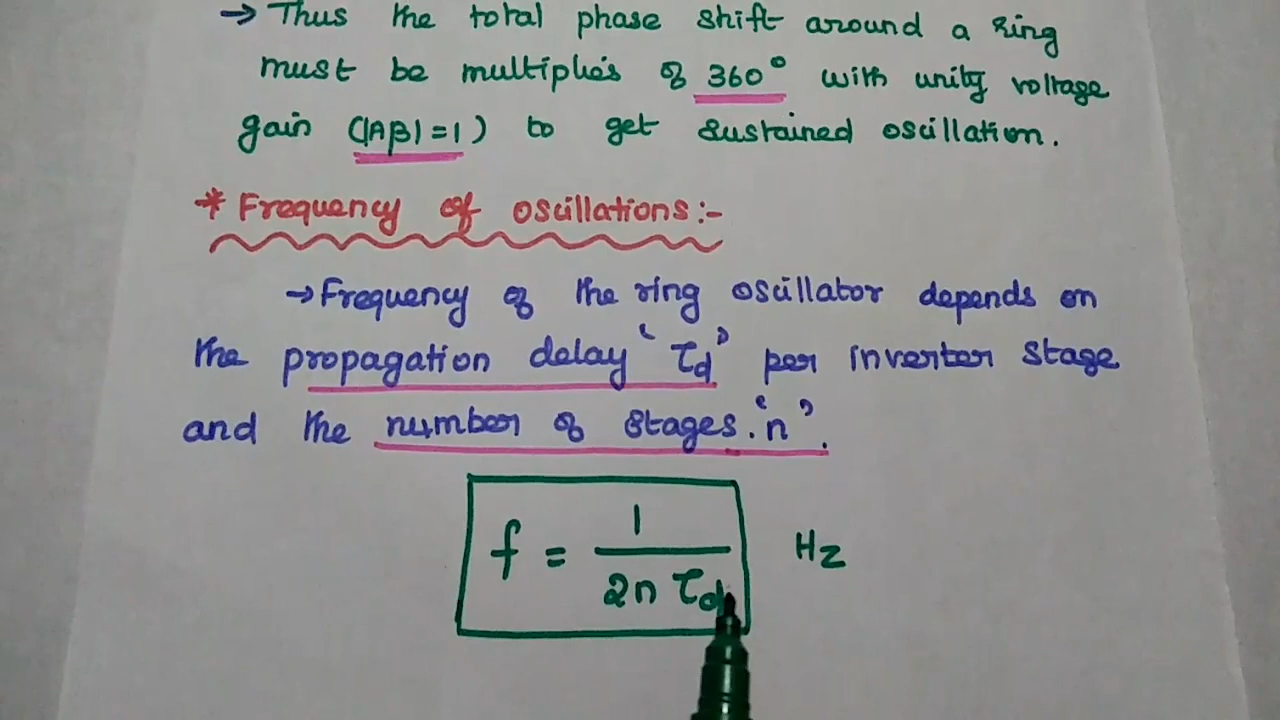 → Thus the total phase shift around a ring
must be multiples of 360° with unity voltage
gain (|Aβ|=1) to get sustained oscillation.
* Frequency of oscillations:-
→ Frequency of the ring oscillator depends on
the propagation delay 'τd' per inverter stage
and the number of stages. 'n'.
f = 1 / 2n τd Hz